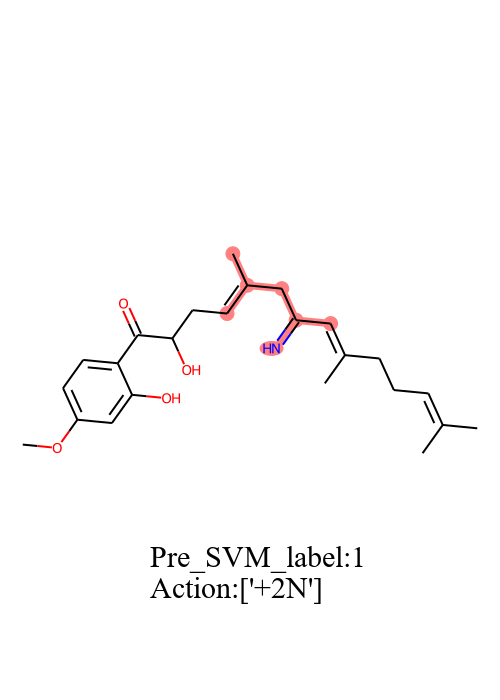 O
OH
HN
OH
O
Pre_SVM_label:1
Action:['+2N']